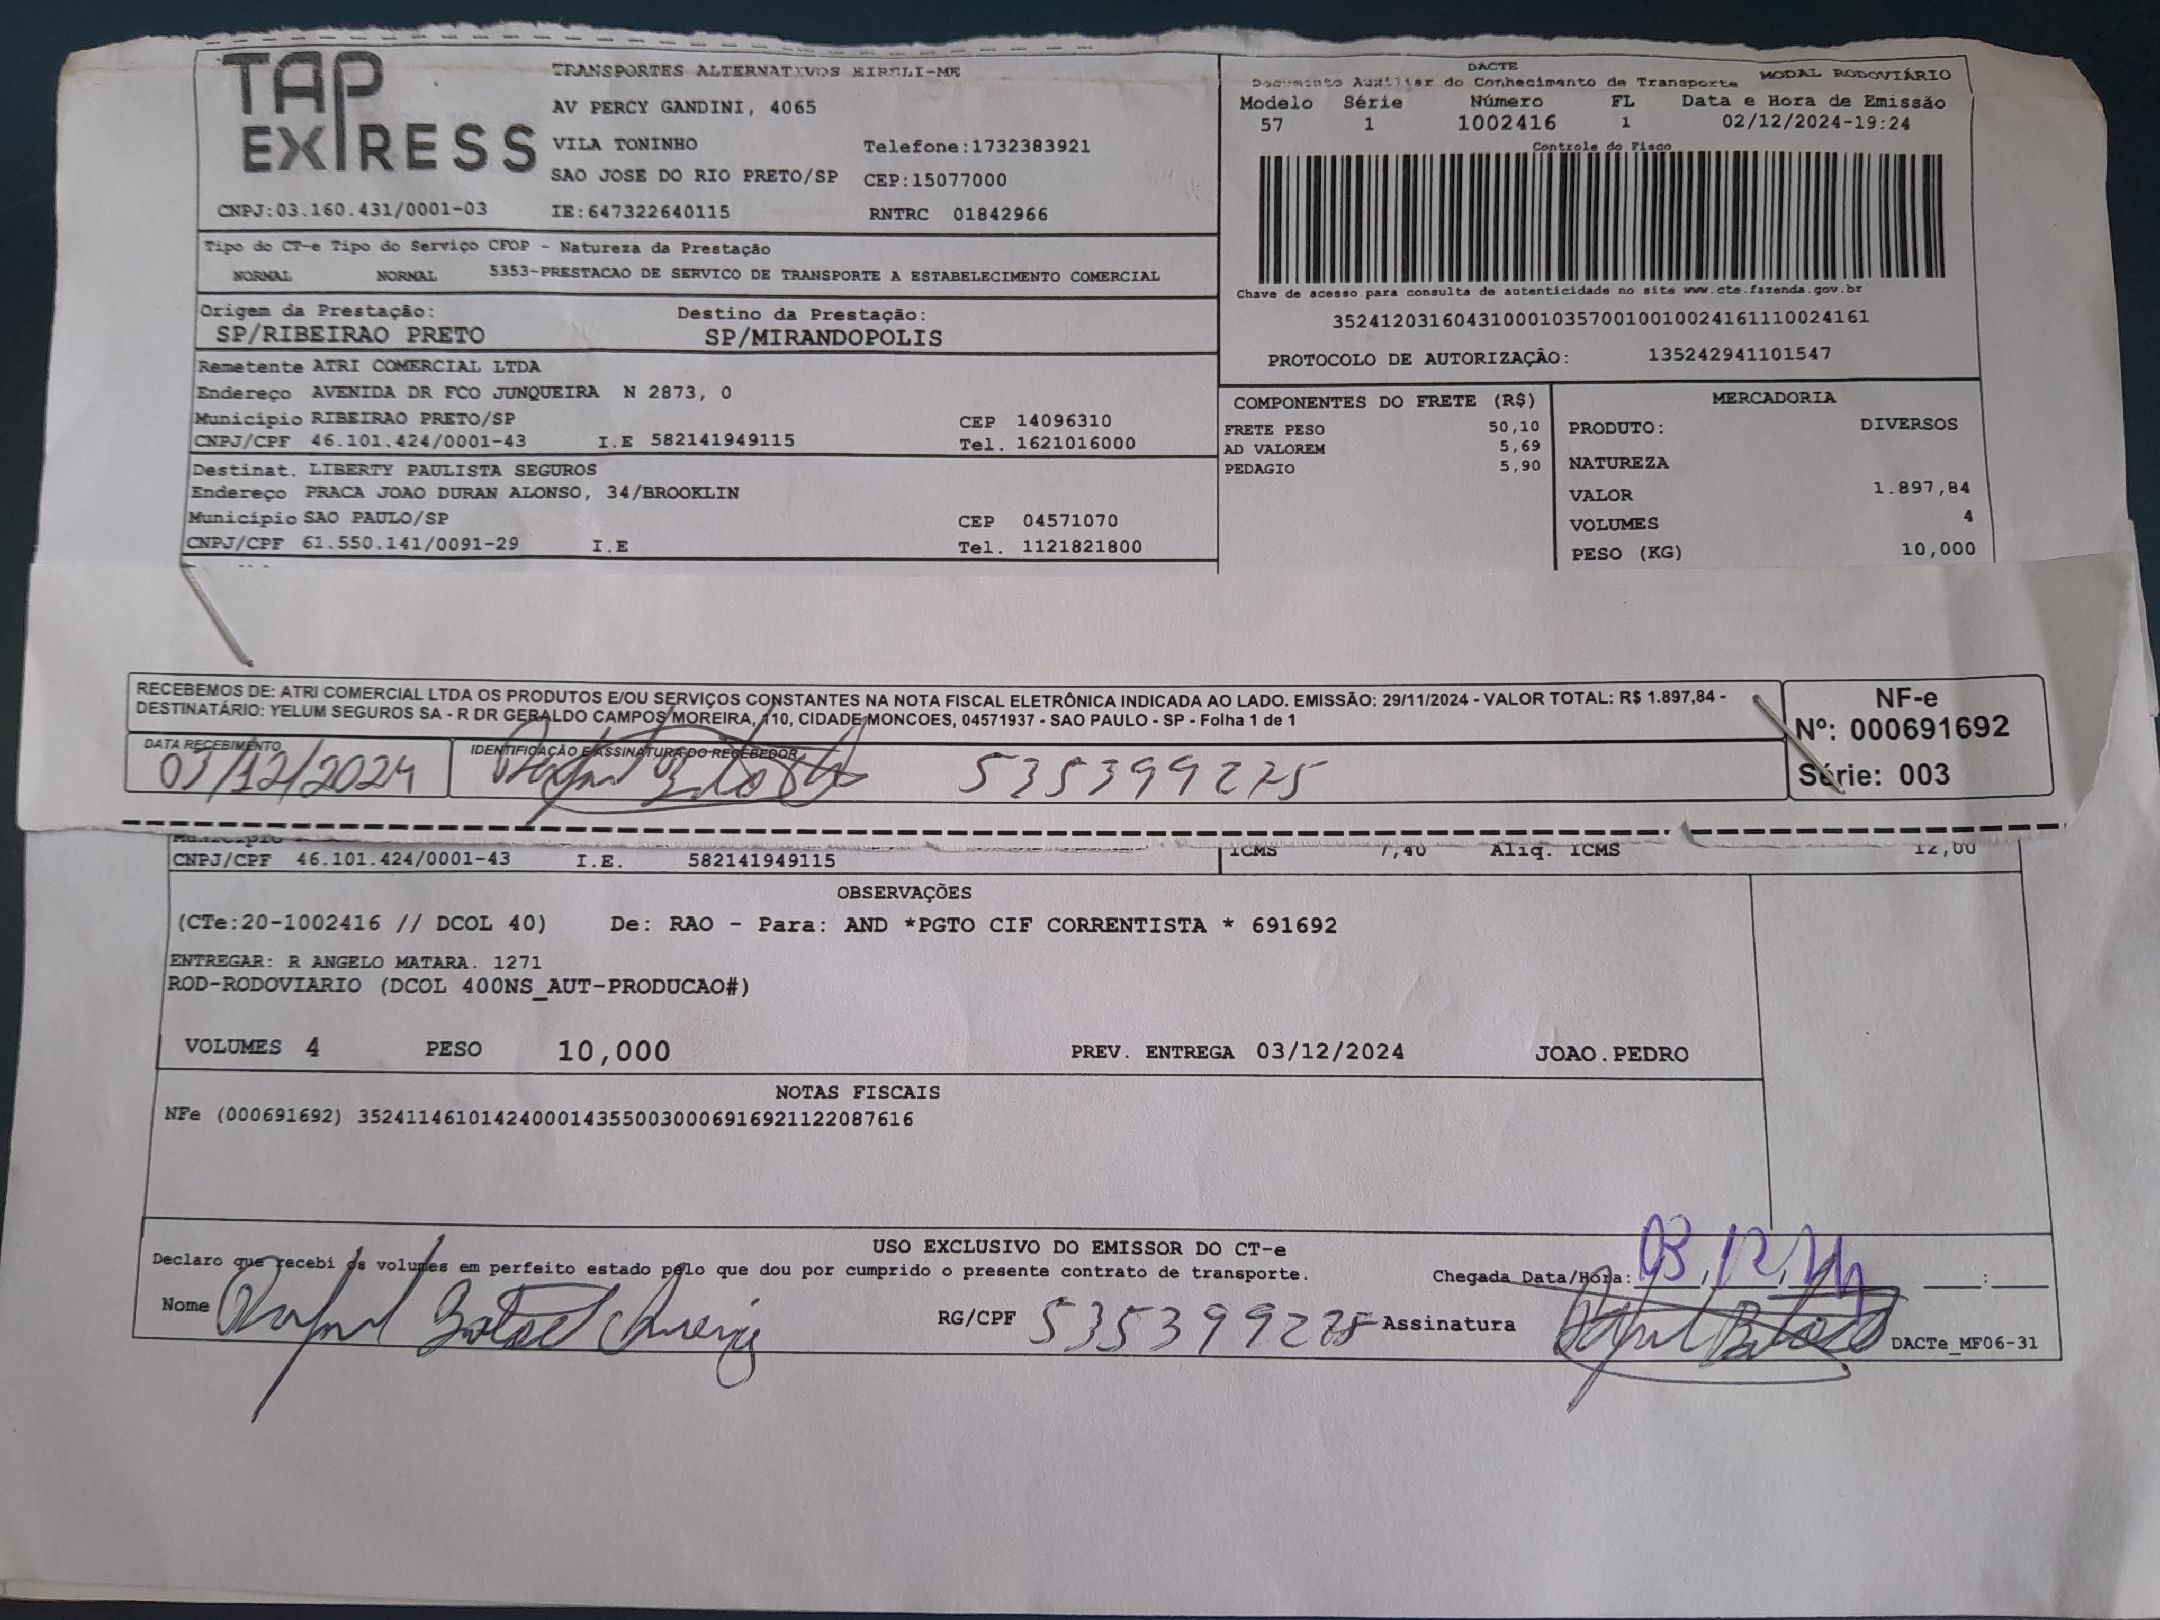 TAP EXPRESS
TRANSPORTES ALTERNATIVOS EIRELI-ME
AV PERCY GANDINI, 4065
VILA TONINHO Telefone:1732383921
SAO JOSE DO RIO PRETO/SP CEP:15077000
CNPJ:03.160.431/0001-03 IE:647322640115 RNTRC 01842966
DACTE
Documento Auxiliar do Conhecimento de Transporte MODAL RODOVIÁRIO
Modelo Série Número FL Data e Hora de Emissão
57 1 1002416 1 02/12/2024-19:24
Controle do Fisco
Chave de acesso para consulta de autenticidade no site www.cte.fazenda.gov.br
35241203160431000103570010010024161110024161
PROTOCOLO DE AUTORIZAÇÃO: 135242941101547
Tipo do CT-e Tipo do Serviço CFOP - Natureza da Prestação
NORMAL NORMAL 5353-PRESTACAO DE SERVICO DE TRANSPORTE A ESTABELECIMENTO COMERCIAL
Origem da Prestação: Destino da Prestação:
SP/RIBEIRAO PRETO SP/MIRANDOPOLIS
Remetente ATRI COMERCIAL LTDA
Endereço AVENIDA DR FCO JUNQUEIRA N 2873, 0
Município RIBEIRAO PRETO/SP CEP 14096310
CNPJ/CPF 46.101.424/0001-43 I.E 582141949115 Tel. 1621016000
Destinat. LIBERTY PAULISTA SEGUROS
Endereço PRACA JOAO DURAN ALONSO, 34/BROOKLIN
Município SAO PAULO/SP CEP 04571070
CNPJ/CPF 61.550.141/0091-29 I.E Tel. 1121821800
COMPONENTES DO FRETE (R$)
FRETE PESO 50,10
AD VALOREM 5,69
PEDAGIO 5,90
MERCADORIA
PRODUTO: DIVERSOS
NATUREZA
VALOR 1.897,84
VOLUMES 4
PESO (KG) 10,000
RECEBEMOS DE: ATRI COMERCIAL LTDA OS PRODUTOS E/OU SERVIÇOS CONSTANTES NA NOTA FISCAL ELETRÔNICA INDICADA AO LADO. EMISSÃO: 29/11/2024 - VALOR TOTAL: R$ 1.897,84 -
DESTINATÁRIO: YELUM SEGUROS SA - R DR GERALDO CAMPOS MOREIRA, 110, CIDADE MONCOES, 04571937 - SAO PAULO - SP - Folha 1 de 1
DATA RECEBIMENTO IDENTIFICAÇÃO E ASSINATURA DO RECEBEDOR
03/12/2024 535399275
NF-e
Nº: 000691692
Série: 003
Município
CNPJ/CPF 46.101.424/0001-43 I.E. 582141949115
ICMS 7,40 Aliq. ICMS 12,00
OBSERVAÇÕES
(CTe:20-1002416 // DCOL 40) De: RAO - Para: AND *PGTO CIF CORRENTISTA * 691692
ENTREGAR: R ANGELO MATARA. 1271
ROD-RODOVIARIO (DCOL 400NS_AUT-PRODUCAO#)
VOLUMES 4 PESO 10,000 PREV. ENTREGA 03/12/2024 JOAO.PEDRO
NOTAS FISCAIS
NFe (000691692) 35241146101424000143550030006916921122087616
USO EXCLUSIVO DO EMISSOR DO CT-e
Declaro que recebi os volumes em perfeito estado pelo que dou por cumprido o presente contrato de transporte.
Chegada Data/Hora: 03/12/24 :
Nome Rafael RG/CPF 535399275 Assinatura
DACTe_MF06-31